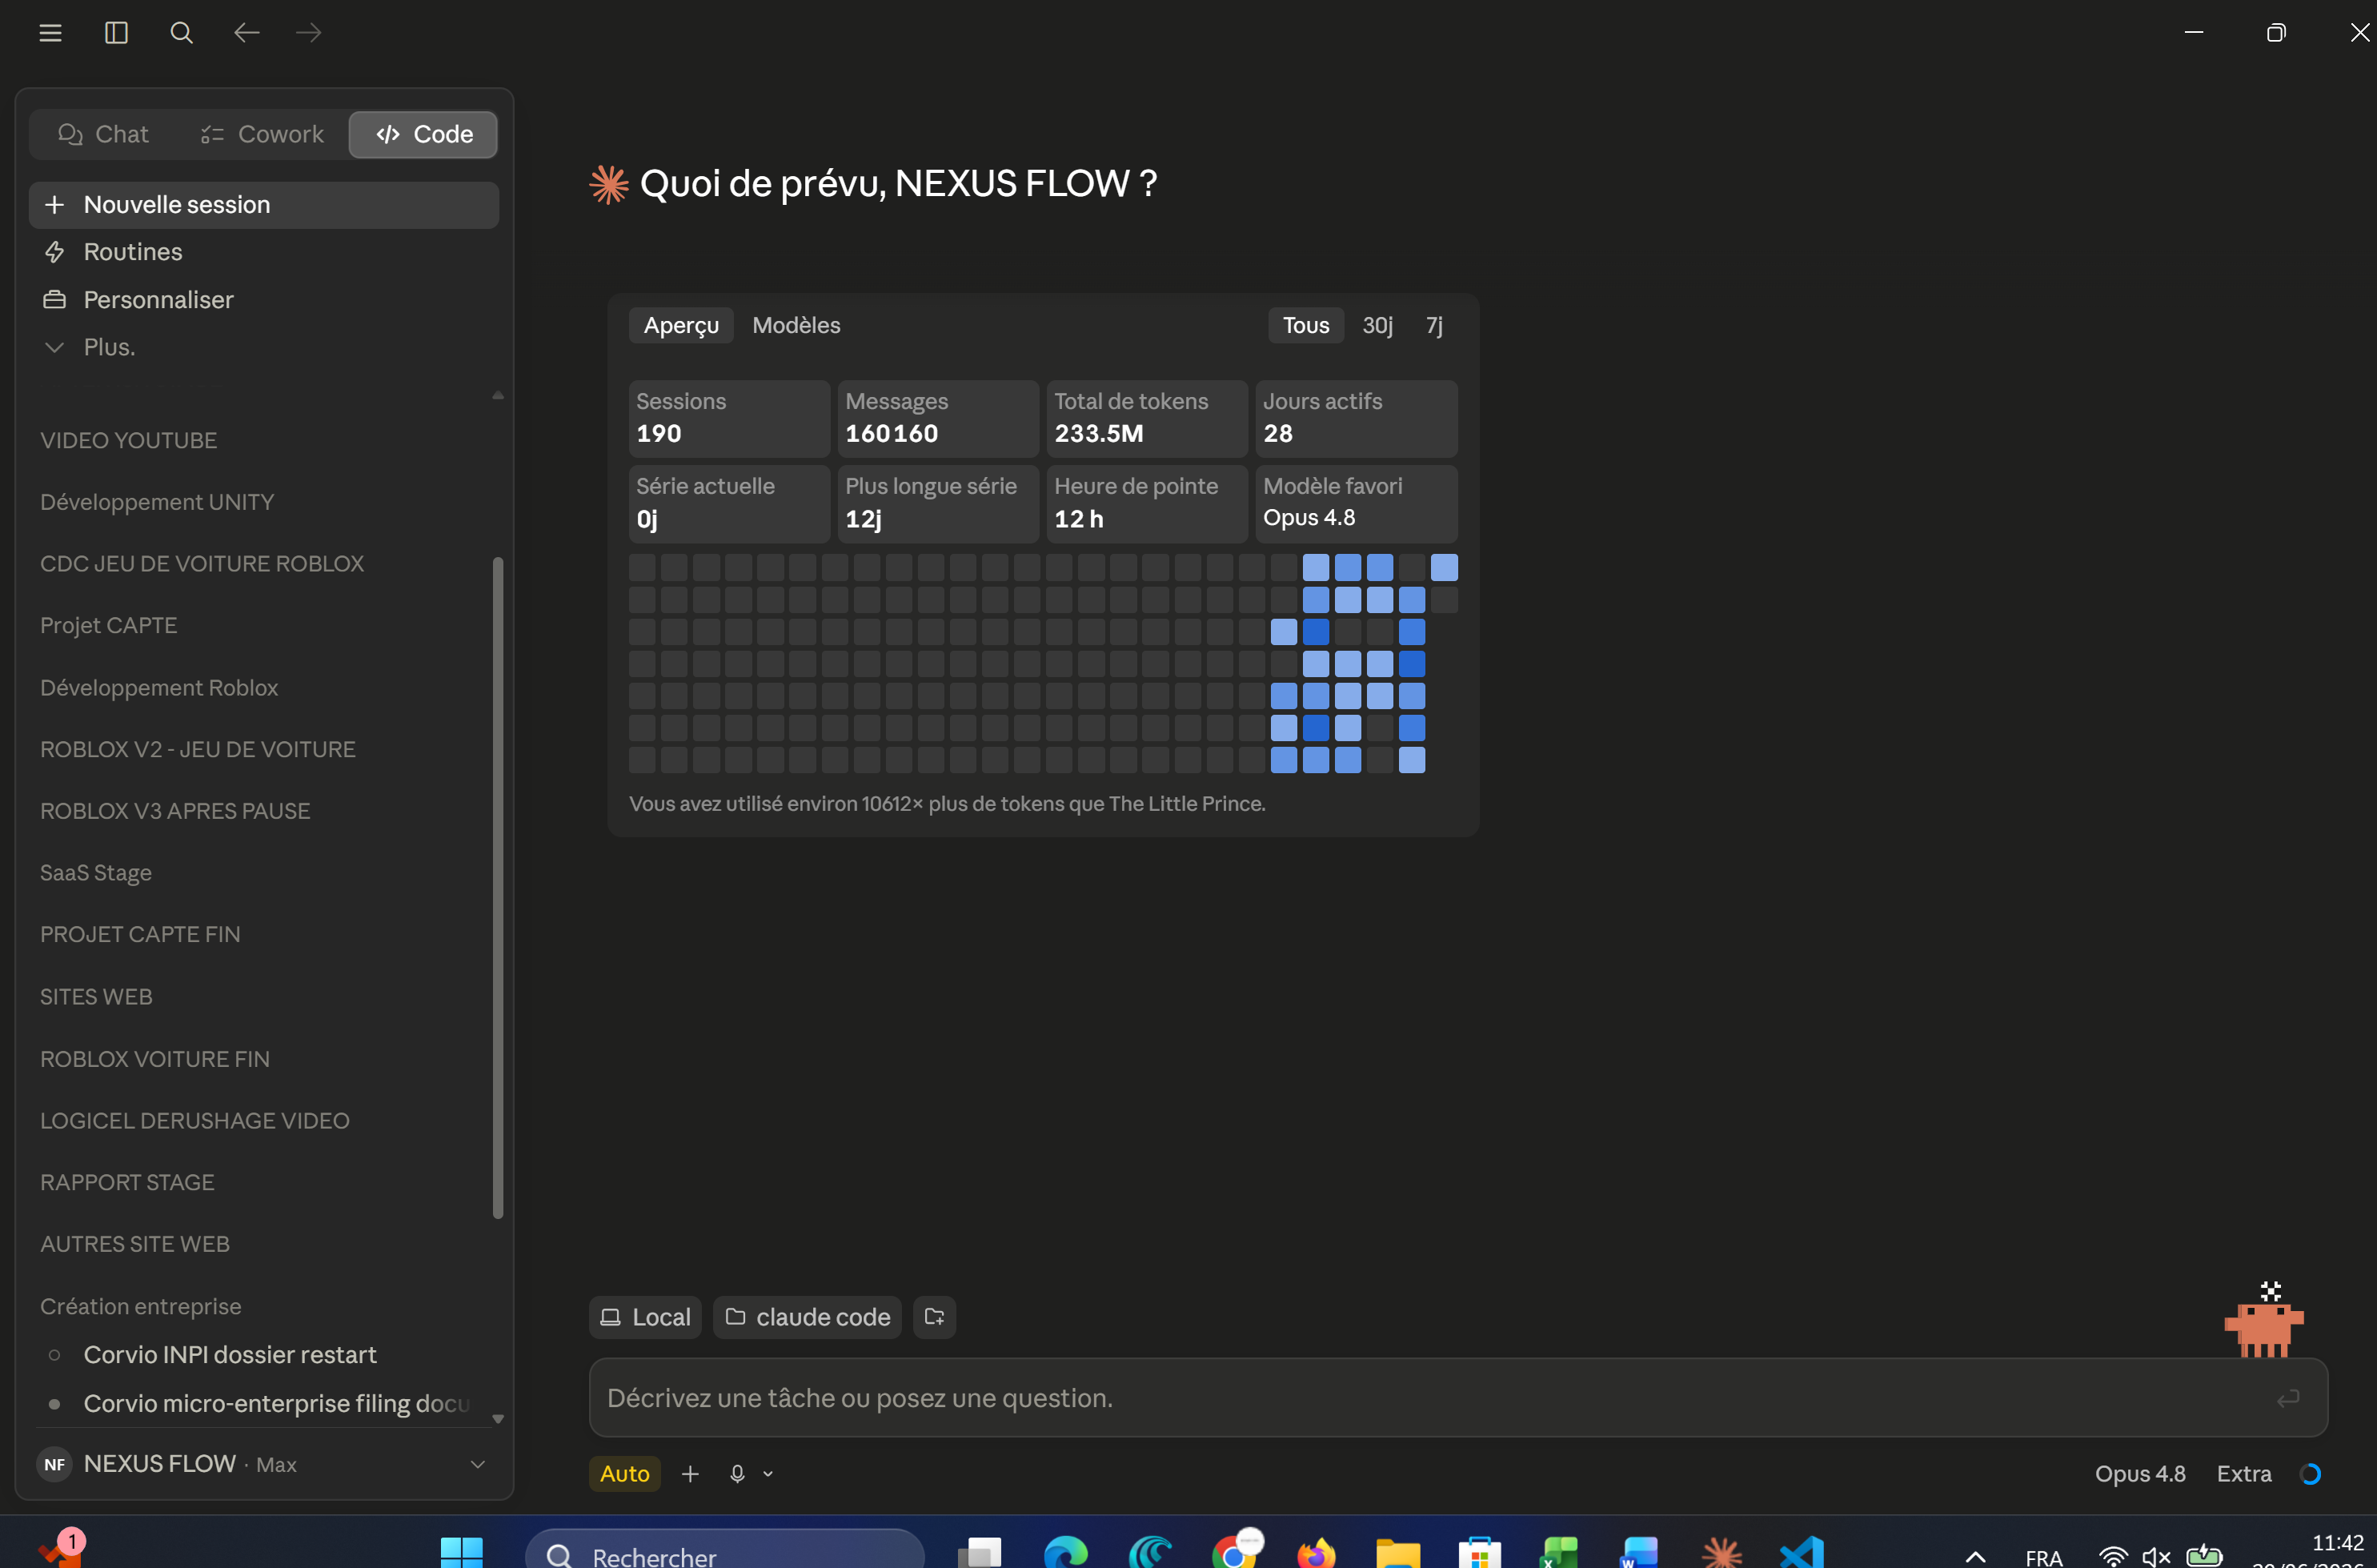 Chat Cowork </> Code
Nouvelle session
Routines
Personnaliser
Plus.
VIDEO YOUTUBE
Développement UNITY
CDC JEU DE VOITURE ROBLOX
Projet CAPTE
Développement Roblox
ROBLOX V2 - JEU DE VOITURE
ROBLOX V3 APRES PAUSE
SaaS Stage
PROJET CAPTE FIN
SITES WEB
ROBLOX VOITURE FIN
LOGICEL DERUSHAGE VIDEO
RAPPORT STAGE
AUTRES SITE WEB
Création entreprise
Corvio INPI dossier restart
Corvio micro-enterprise filing docu
NF NEXUS FLOW · Max
Quoi de prévu, NEXUS FLOW ?
Aperçu Modèles Tous 30j 7j
Sessions Messages Total de tokens Jours actifs
190 160 160 233.5M 28
Série actuelle Plus longue série Heure de pointe Modèle favori
0j 12j 12 h Opus 4.8
Vous avez utilisé environ 10612× plus de tokens que The Little Prince.
Local claude code
Décrivez une tâche ou posez une question.
Auto Opus 4.8 Extra
1 Rechercher FRA 11:42